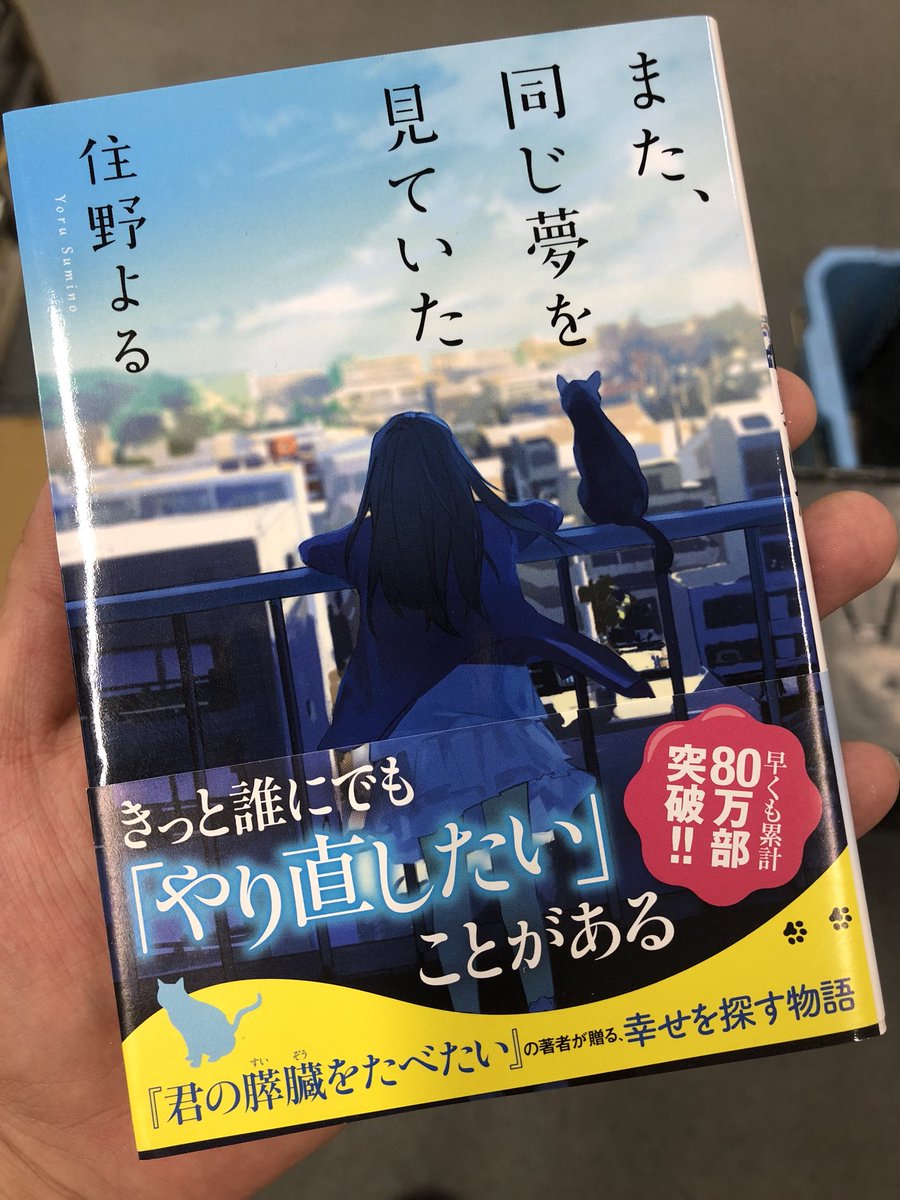 また、
同じ夢を
見ていた
住野よる
Yoru Sumino
きっと誰にでも
「やり直したい」
ことがある
早くも累計
80万部
突破!!
『君の膵臓をたべたい』の著者が贈る、幸せを探す物語
すい ぞう